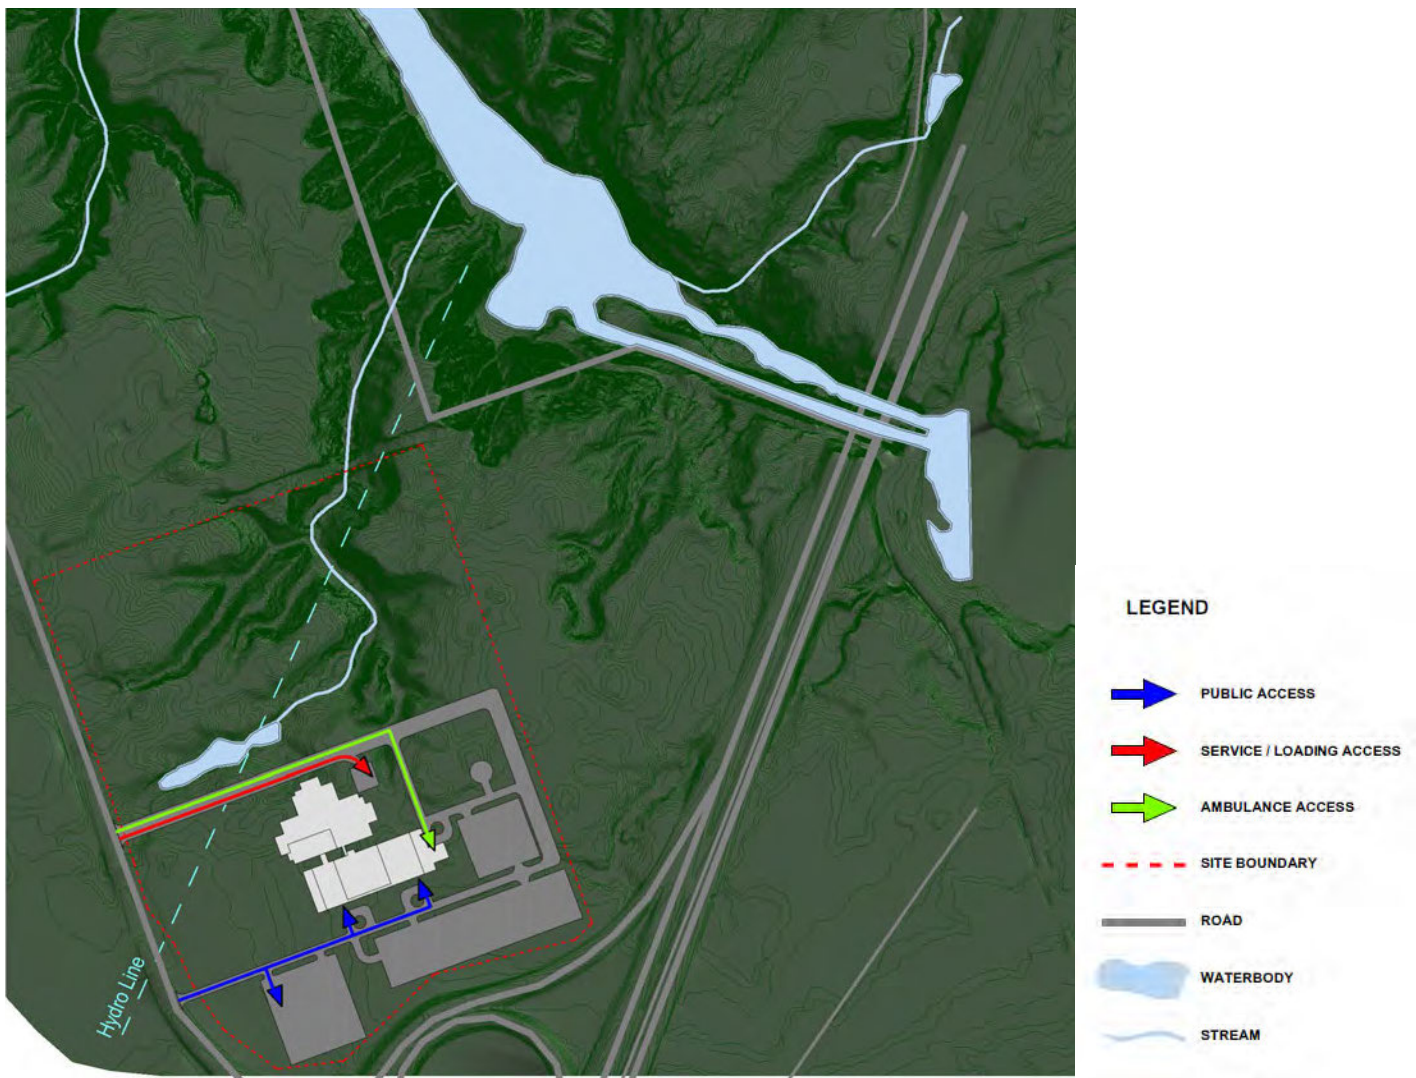 Hydro Line
LEGEND
PUBLIC ACCESS
SERVICE / LOADING ACCESS
AMBULANCE ACCESS
SITE BOUNDARY
ROAD
WATERBODY
STREAM